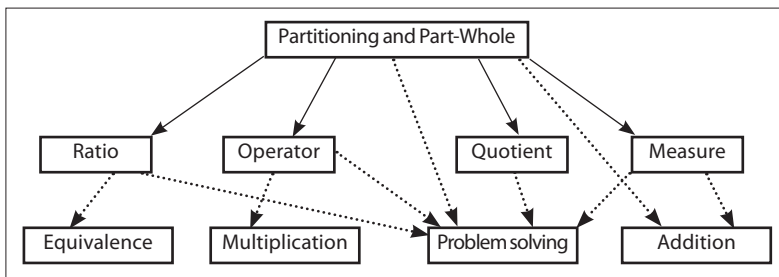 Partitioning and Part-Whole
Ratio
Operator
Quotient
Measure
Equivalence
Multiplication
Problem solving
Addition